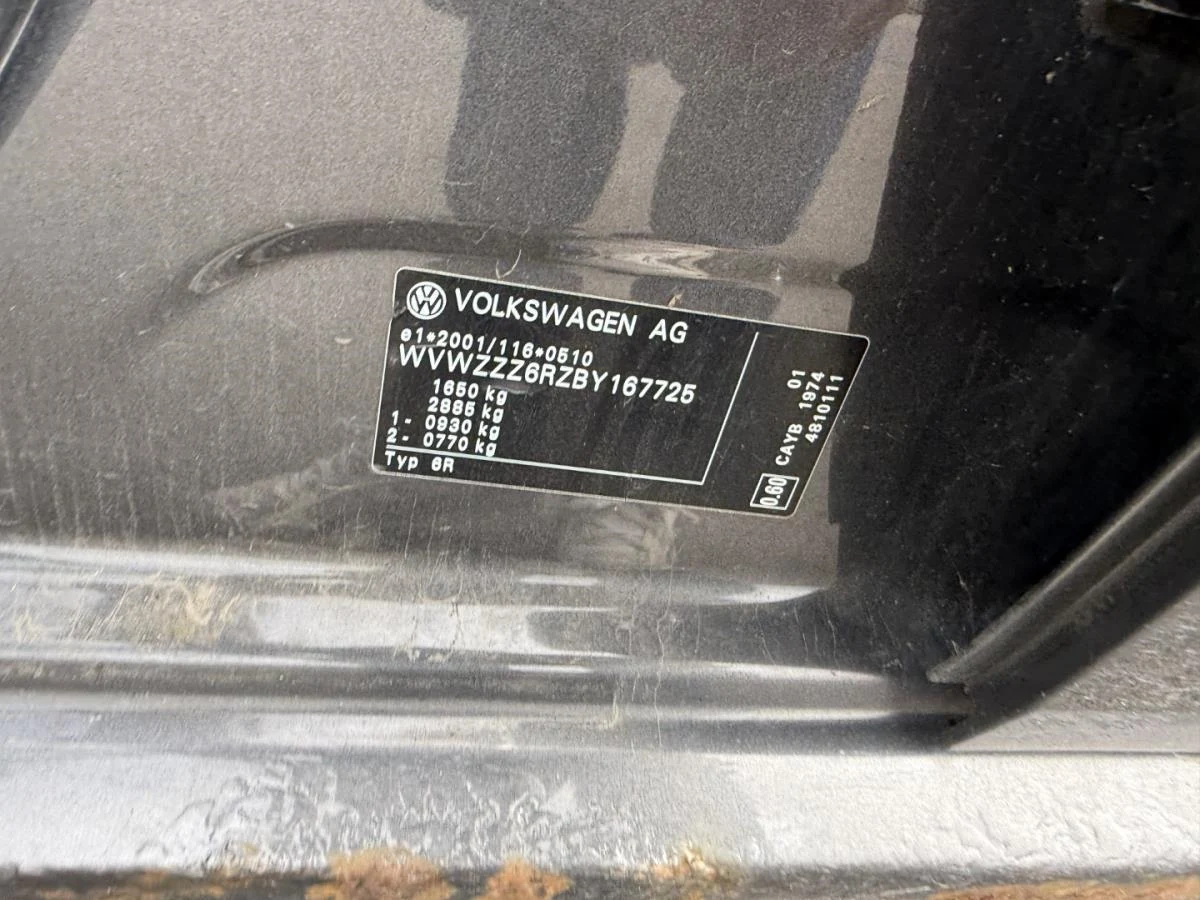 VOLKSWAGEN AG
e1*2001/116*0510
WVWZZZ6RZBY167725
1650 kg
2885 kg
1- 0930 kg
2- 0770 kg
Typ 6R
01
CAYB 1974
4810111
0.60